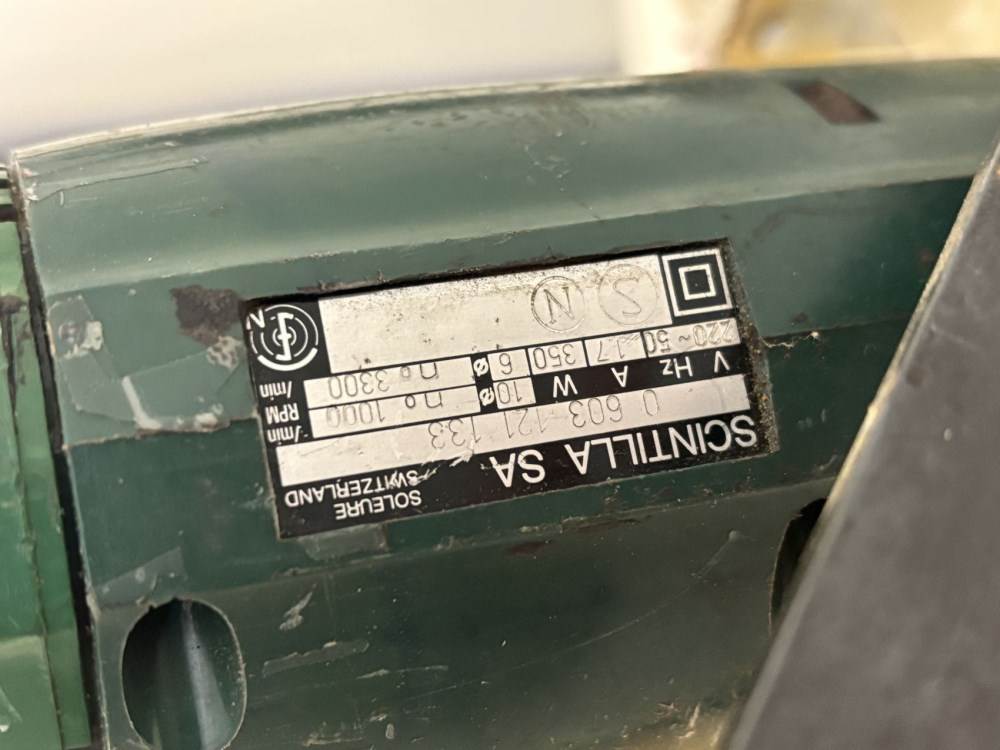 SCINTILLA SA SOLEURE SWITZERLAND
0 603 121 133
V Hz A W ø 10 n₀ 1000 /min RPM
220~50 1.7 350 ø 6 n₀ 3300 /min
S N
N